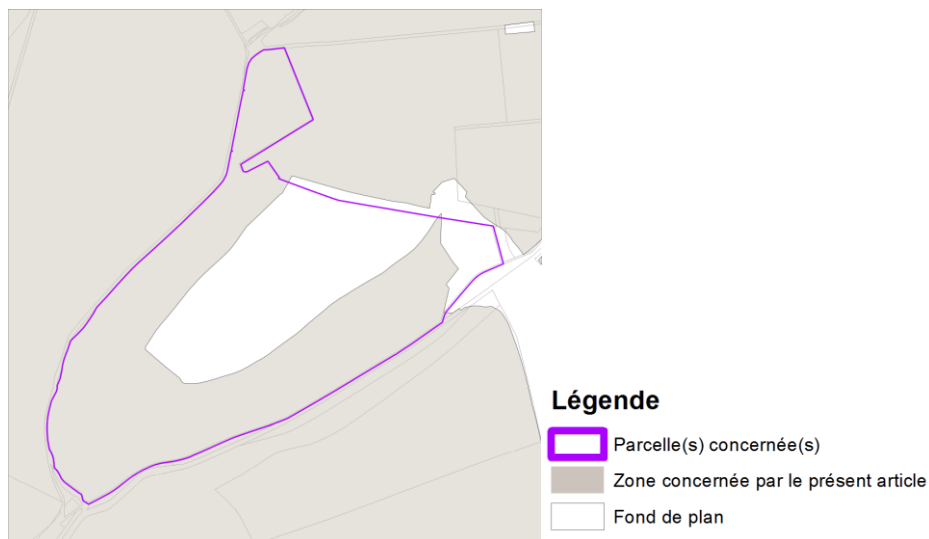 Légende
Parcelle(s) concernée(s)
Zone concernée par le présent article
Fond de plan